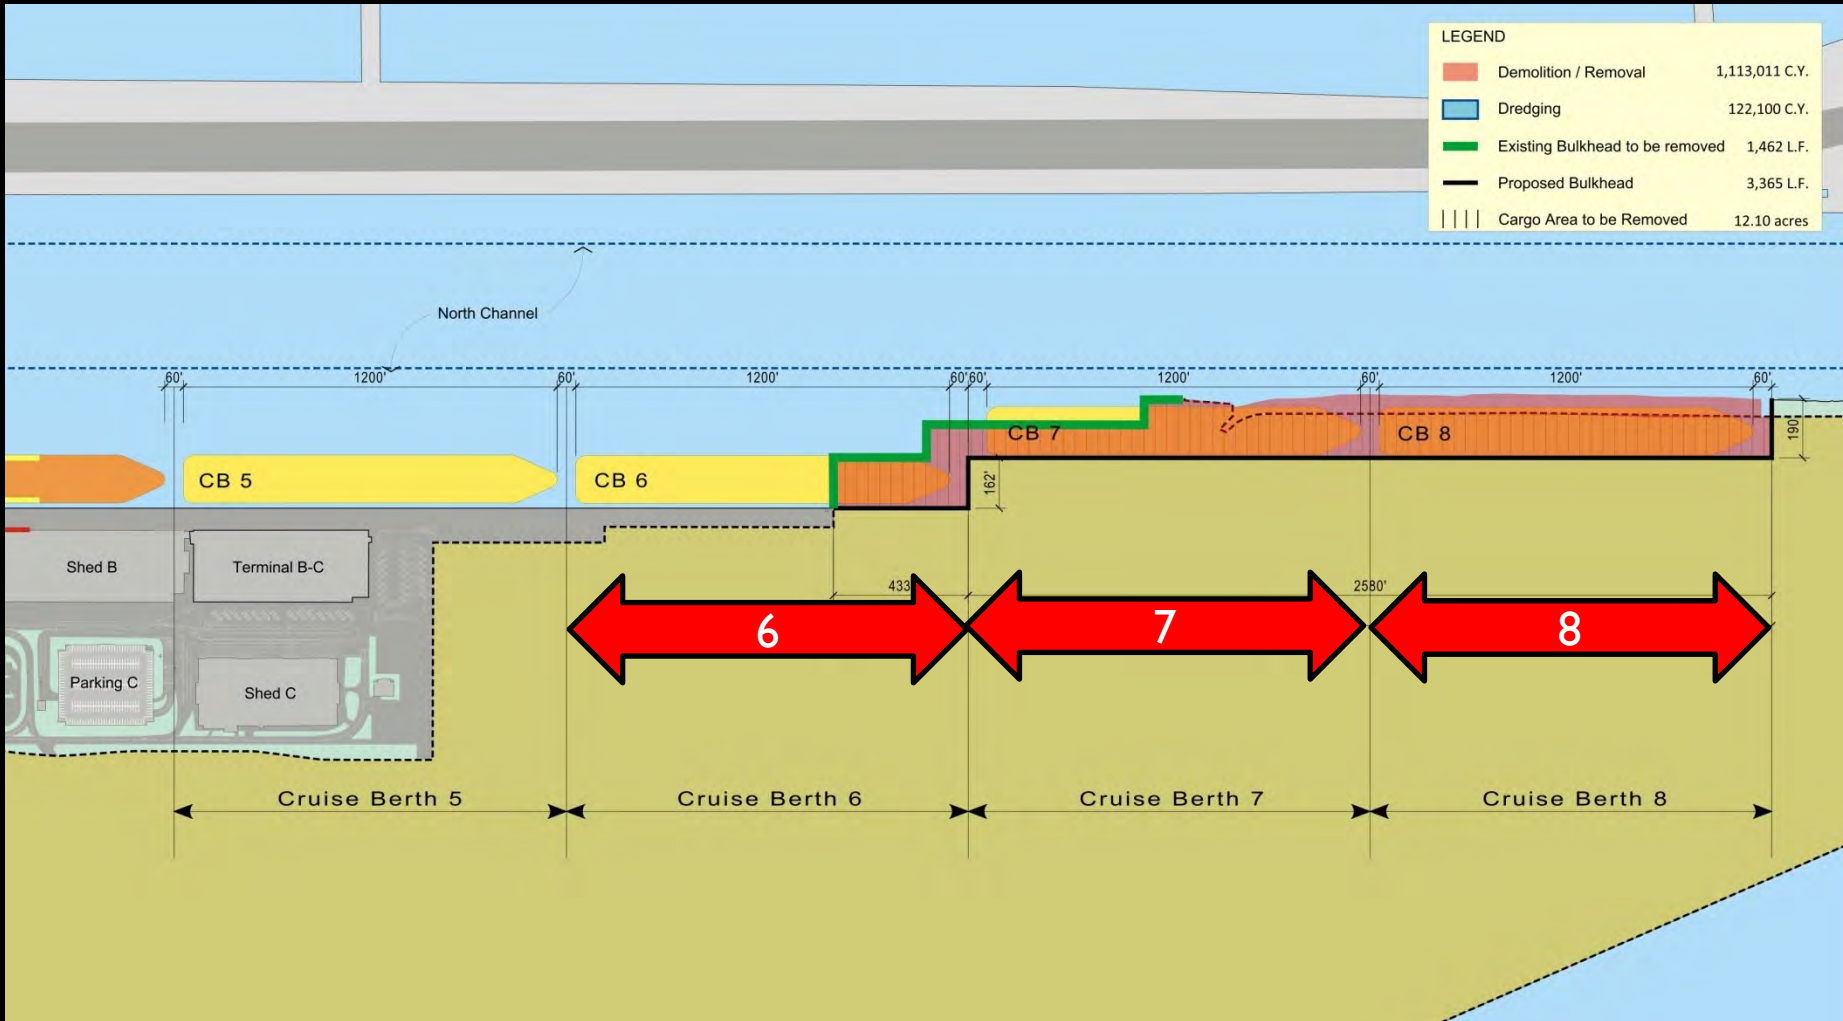 LEGEND
Demolition / Removal 1,113,011 C.Y.
Dredging 122,100 C.Y.
Existing Bulkhead to be removed 1,462 L.F.
Proposed Bulkhead 3,365 L.F.
Cargo Area to be Removed 12.10 acres
North Channel
60' 1200' 60' 1200' 60' 60' 1200' 60' 1200' 60'
CB 5
CB 6
CB 7
CB 8
162'
190'
Shed B
Terminal B-C
433
2580'
6
7
8
Parking C
Shed C
Cruise Berth 5
Cruise Berth 6
Cruise Berth 7
Cruise Berth 8